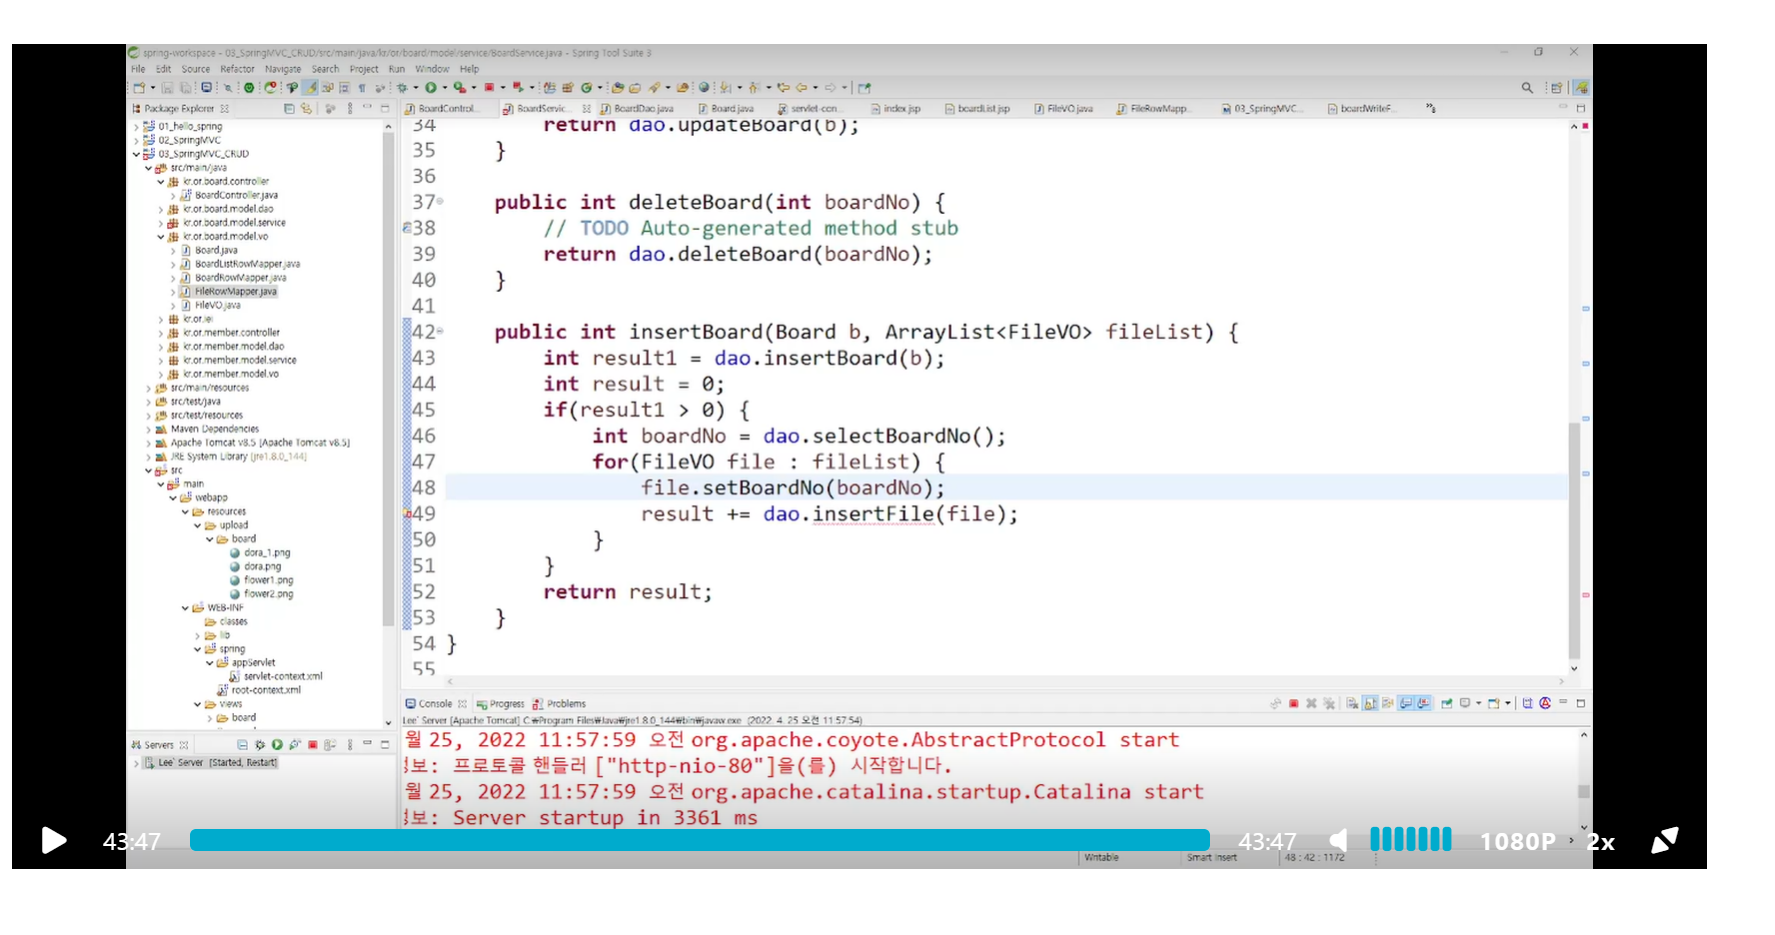 spring-workspace - 03_SpringMVC_CRUD/src/main/java/kr/or/board/model/service/BoardService.java - Spring Tool Suite 3
File Edit Source Refactor Navigate Search Project Run Window Help
Package Explorer
BoardControl... BoardServic... BoardDao.java Board.java servlet-con... index.jsp boardList.jsp FileVO.java FileRowMapp... 03_SpringMVC... boardWriteF...
01_hello_spring
02_SpringMVC
03_SpringMVC_CRUD
src/main/java
kr.or.board.controller
BoardController.java
kr.or.board.model.dao
kr.or.board.model.service
kr.or.board.model.vo
Board.java
BoardListRowMapper.java
BoardRowMapper.java
FileRowMapper.java
FileVO.java
kr.or.iei
kr.or.member.controller
kr.or.member.model.dao
kr.or.member.model.service
kr.or.member.model.vo
src/main/resources
src/test/java
src/test/resources
Maven Dependencies
Apache Tomcat v8.5 [Apache Tomcat v8.5]
JRE System Library [jre1.8.0_144]
src
main
webapp
resources
upload
board
dora_1.png
dora.png
flower1.png
flower2.png
WEB-INF
classes
lib
spring
appServlet
servlet-context.xml
root-context.xml
views
board
Servers
Lee' Server [Started, Restart]
34 return dao.updateBoard(b);
35 }
36
37 public int deleteBoard(int boardNo) {
38 // TODO Auto-generated method stub
39 return dao.deleteBoard(boardNo);
40 }
41
42 public int insertBoard(Board b, ArrayList<FileVO> fileList) {
43 int result1 = dao.insertBoard(b);
44 int result = 0;
45 if(result1 > 0) {
46 int boardNo = dao.selectBoardNo();
47 for(FileVO file : fileList) {
48 file.setBoardNo(boardNo);
49 result += dao.insertFile(file);
50 }
51 }
52 return result;
53 }
54 }
55
Console Progress Problems
Lee' Server [Apache Tomcat] C:₩Program Files₩Java₩jre1.8.0_144₩bin₩javaw.exe (2022. 4. 25 오전 11:57:54)
월 25, 2022 11:57:59 오전 org.apache.coyote.AbstractProtocol start
정보: 프로토콜 핸들러 ["http-nio-80"]을(를) 시작합니다.
월 25, 2022 11:57:59 오전 org.apache.catalina.startup.Catalina start
정보: Server startup in 3361 ms
43:47 43:47 1080P 2x
Writable Smart Insert 48 : 42 : 1172